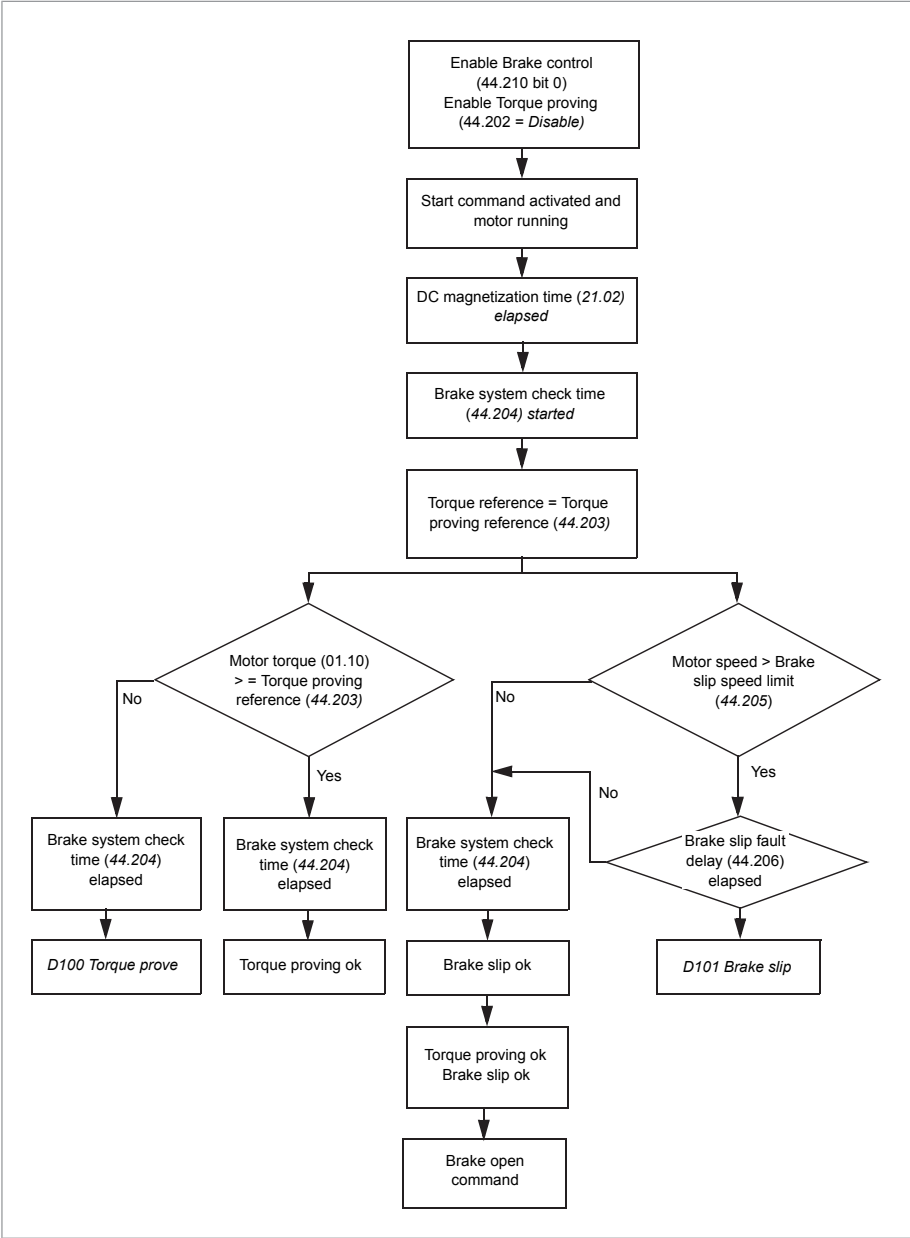 Enable Brake control
(44.210 bit 0)
Enable Torque proving
(44.202 = Disable)
Start command activated and
motor running
DC magnetization time (21.02)
elapsed
Brake system check time
(44.204) started
Torque reference = Torque
proving reference (44.203)
Motor torque (01.10)
> = Torque proving
reference (44.203)
No
Yes
Motor speed > Brake
slip speed limit
(44.205)
No
Yes
No
Brake system check
time (44.204)
elapsed
Brake system check
time (44.204)
elapsed
Brake system check
time (44.204)
elapsed
Brake slip fault
delay (44.206)
elapsed
D100 Torque prove
Torque proving ok
Brake slip ok
D101 Brake slip
Torque proving ok
Brake slip ok
Brake open
command